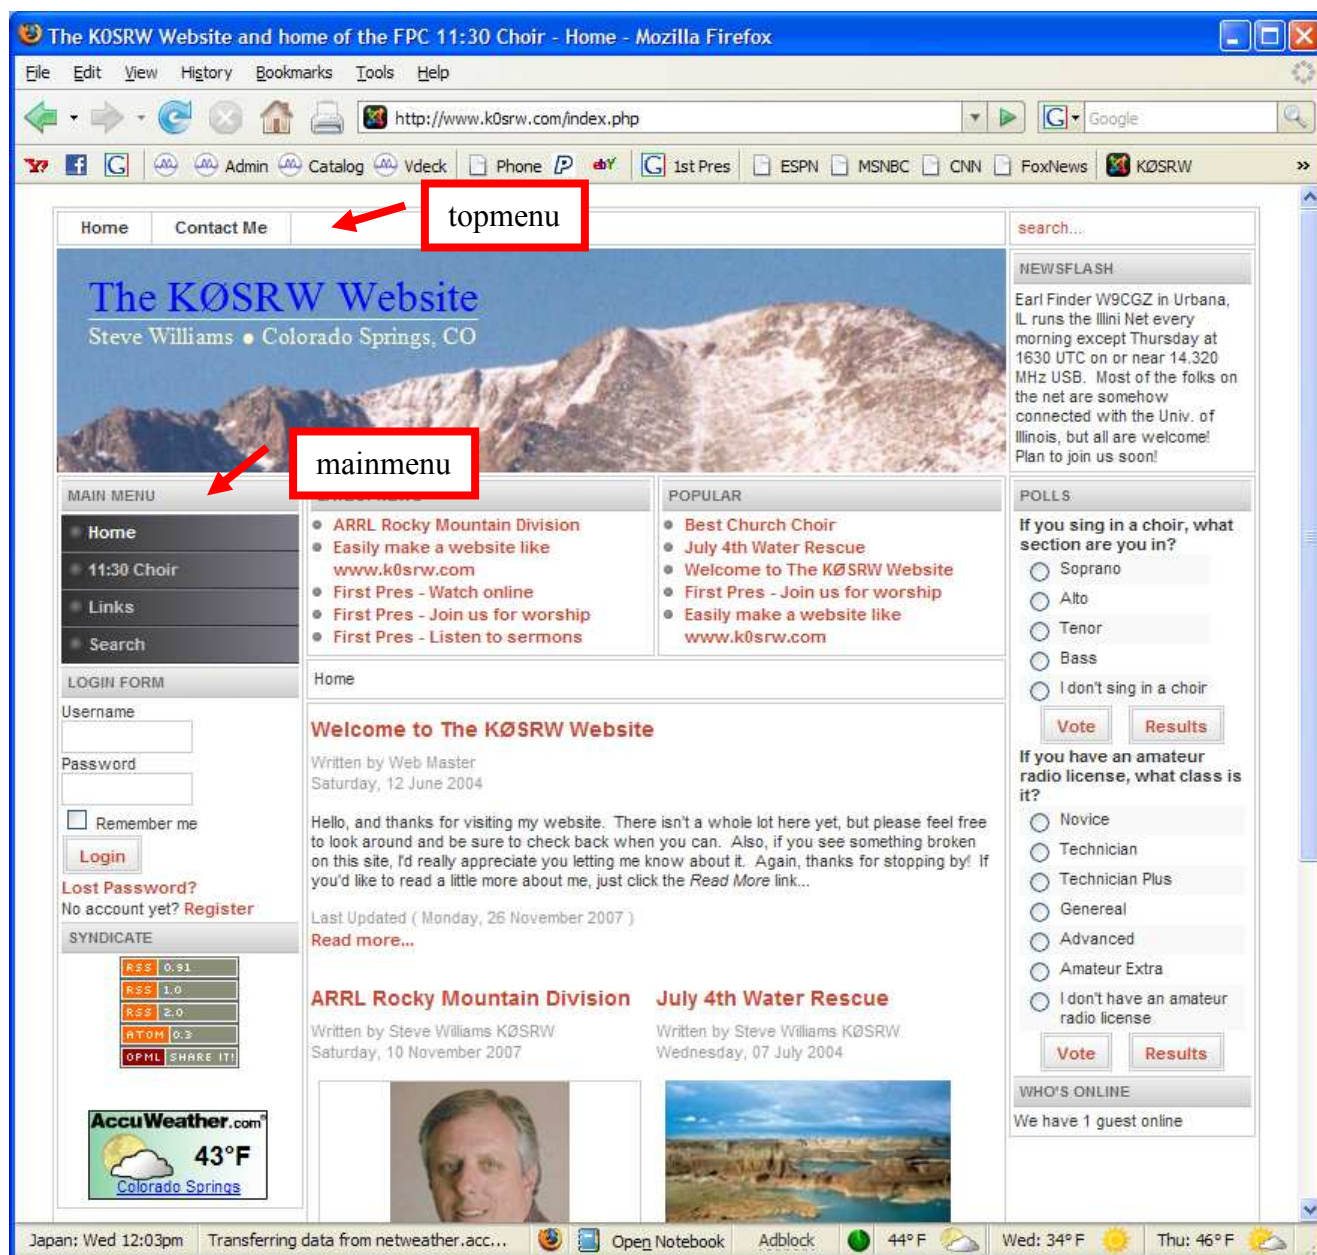 The K0SRW Website and home of the FPC 11:30 Choir - Home - Mozilla Firefox
File Edit View History Bookmarks Tools Help
http://www.k0srw.com/index.php
Google
Admin Catalog Vdeck Phone ebY 1st Pres ESPN MSNBC CNN FoxNews KØSRW »
Home Contact Me
topmenu
search...
The KØSRW Website
Steve Williams ● Colorado Springs, CO
NEWSFLASH
Earl Finder W9CGZ in Urbana,
IL runs the Illini Net every
morning except Thursday at
1630 UTC on or near 14.320
MHz USB. Most of the folks on
the net are somehow
connected with the Univ. of
Illinois, but all are welcome!
Plan to join us soon!
mainmenu
MAIN MENU
Home
11:30 Choir
Links
Search
LOGIN FORM
Username
Password
Remember me
Login
Lost Password?
No account yet? Register
SYNDICATE
RSS 0.91
RSS 1.0
RSS 2.0
ATOM 0.3
OPML SHARE IT!
AccuWeather.com®
43°F
Colorado Springs
ARRL Rocky Mountain Division
Easily make a website like
www.k0srw.com
First Pres - Watch online
First Pres - Join us for worship
First Pres - Listen to sermons
POPULAR
Best Church Choir
July 4th Water Rescue
Welcome to The KØSRW Website
First Pres - Join us for worship
Easily make a website like
www.k0srw.com
Home
Welcome to The KØSRW Website
Written by Web Master
Saturday, 12 June 2004
Hello, and thanks for visiting my website. There isn't a whole lot here yet, but please feel free
to look around and be sure to check back when you can. Also, if you see something broken
on this site, I'd really appreciate you letting me know about it. Again, thanks for stopping by! If
you'd like to read a little more about me, just click the Read More link...
Last Updated ( Monday, 26 November 2007 )
Read more...
ARRL Rocky Mountain Division
Written by Steve Williams KØSRW
Saturday, 10 November 2007
July 4th Water Rescue
Written by Steve Williams KØSRW
Wednesday, 07 July 2004
POLLS
If you sing in a choir, what
section are you in?
Soprano
Alto
Tenor
Bass
I don't sing in a choir
Vote Results
If you have an amateur
radio license, what class is
it?
Novice
Technician
Technician Plus
Genereal
Advanced
Amateur Extra
I don't have an amateur
radio license
Vote Results
WHO'S ONLINE
We have 1 guest online
Japan: Wed 12:03pm Transferring data from netweather.acc... Open Notebook Adblock 44°F Wed: 34°F Thu: 46°F